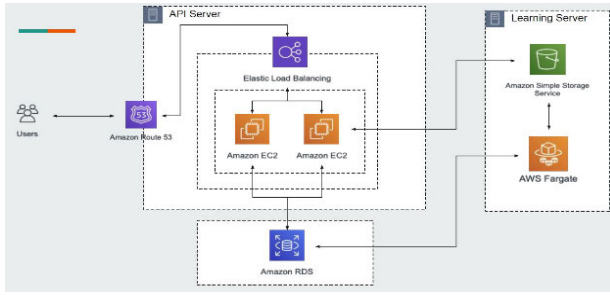 API Server
Learning Server
53
Elastic Load Balancing
Amazon Simple Storage
Service
Users
Amazon Route 53
Amazon EC2
Amazon EC2
AWS Fargate
Amazon RDS